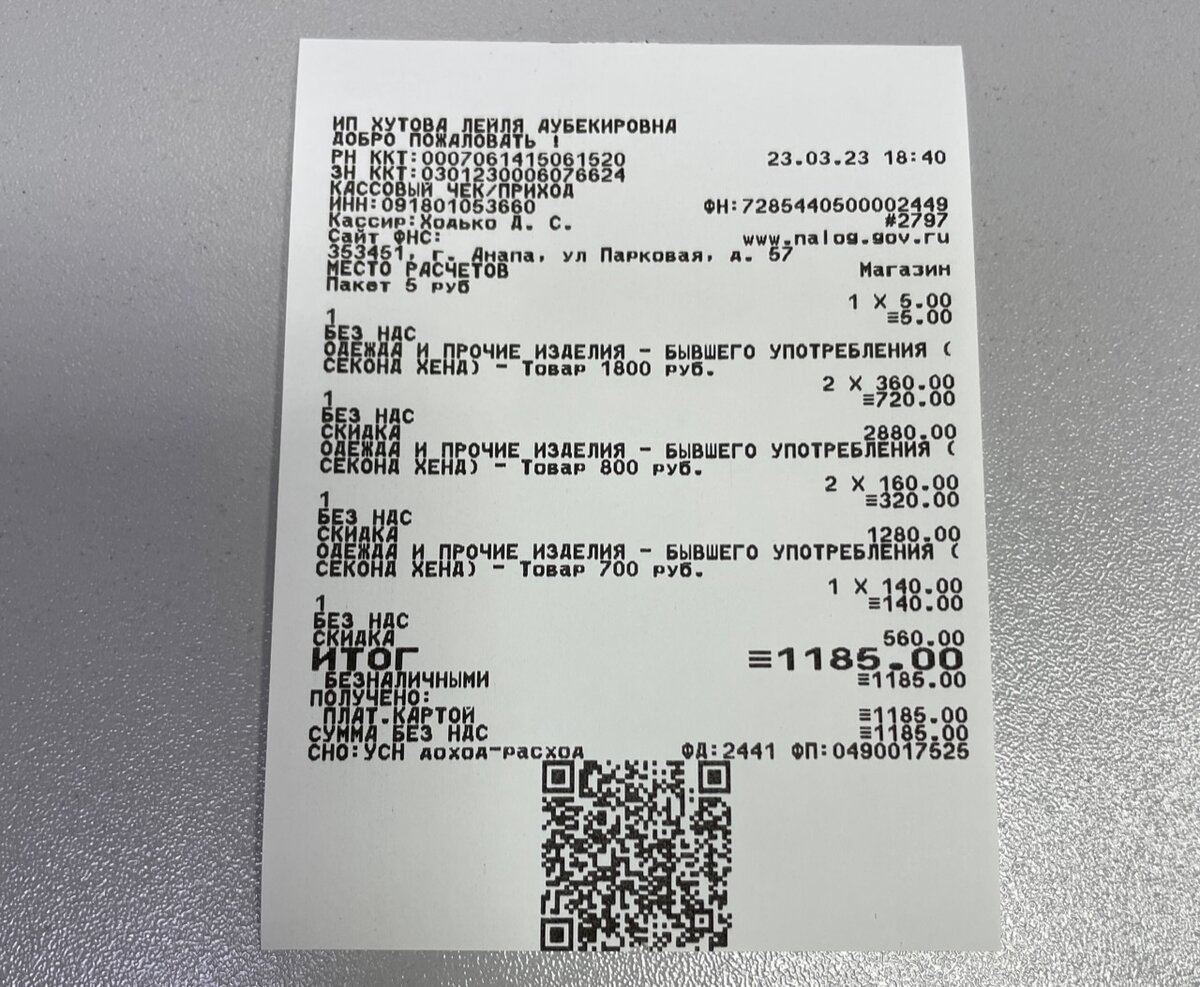 ИП ХУТОВА ЛЕЙЛЯ АУБЕКИРОВНА
ДОБРО ПОЖАЛОВАТЬ !
РН ККТ:0007061415061520 23.03.23 18:40
ЗН ККТ:0301230006076624
КАССОВЫЙ ЧЕК/ПРИХОД
ИНН:091801053660 ФН:7285440500002449
Кассир:Ходько Д. С. #2797
Сайт ФНС: www.nalog.gov.ru
353451, г. Анапа, ул Парковая, д. 57
МЕСТО РАСЧЕТОВ Магазин
Пакет 5 руб
1 X 5.00
1 ≡5.00
БЕЗ НДС
ОДЕЖДА И ПРОЧИЕ ИЗДЕЛИЯ - БЫВШЕГО УПОТРЕБЛЕНИЯ (
СЕКОНД ХЕНД) - Товар 1800 руб.
2 X 360.00
1 ≡720.00
БЕЗ НДС
СКИДКА 2880.00
ОДЕЖДА И ПРОЧИЕ ИЗДЕЛИЯ - БЫВШЕГО УПОТРЕБЛЕНИЯ (
СЕКОНД ХЕНД) - Товар 800 руб.
2 X 160.00
1 ≡320.00
БЕЗ НДС
СКИДКА 1280.00
ОДЕЖДА И ПРОЧИЕ ИЗДЕЛИЯ - БЫВШЕГО УПОТРЕБЛЕНИЯ (
СЕКОНД ХЕНД) - Товар 700 руб.
1 X 140.00
1 ≡140.00
БЕЗ НДС
СКИДКА 560.00
ИТОГ ≡1185.00
БЕЗНАЛИЧНЫМИ ≡1185.00
ПОЛУЧЕНО:
ПЛАТ.КАРТОЙ ≡1185.00
СУММА БЕЗ НДС ≡1185.00
СНО:УСН доход-расход ФД:2441 ФП:0490017525